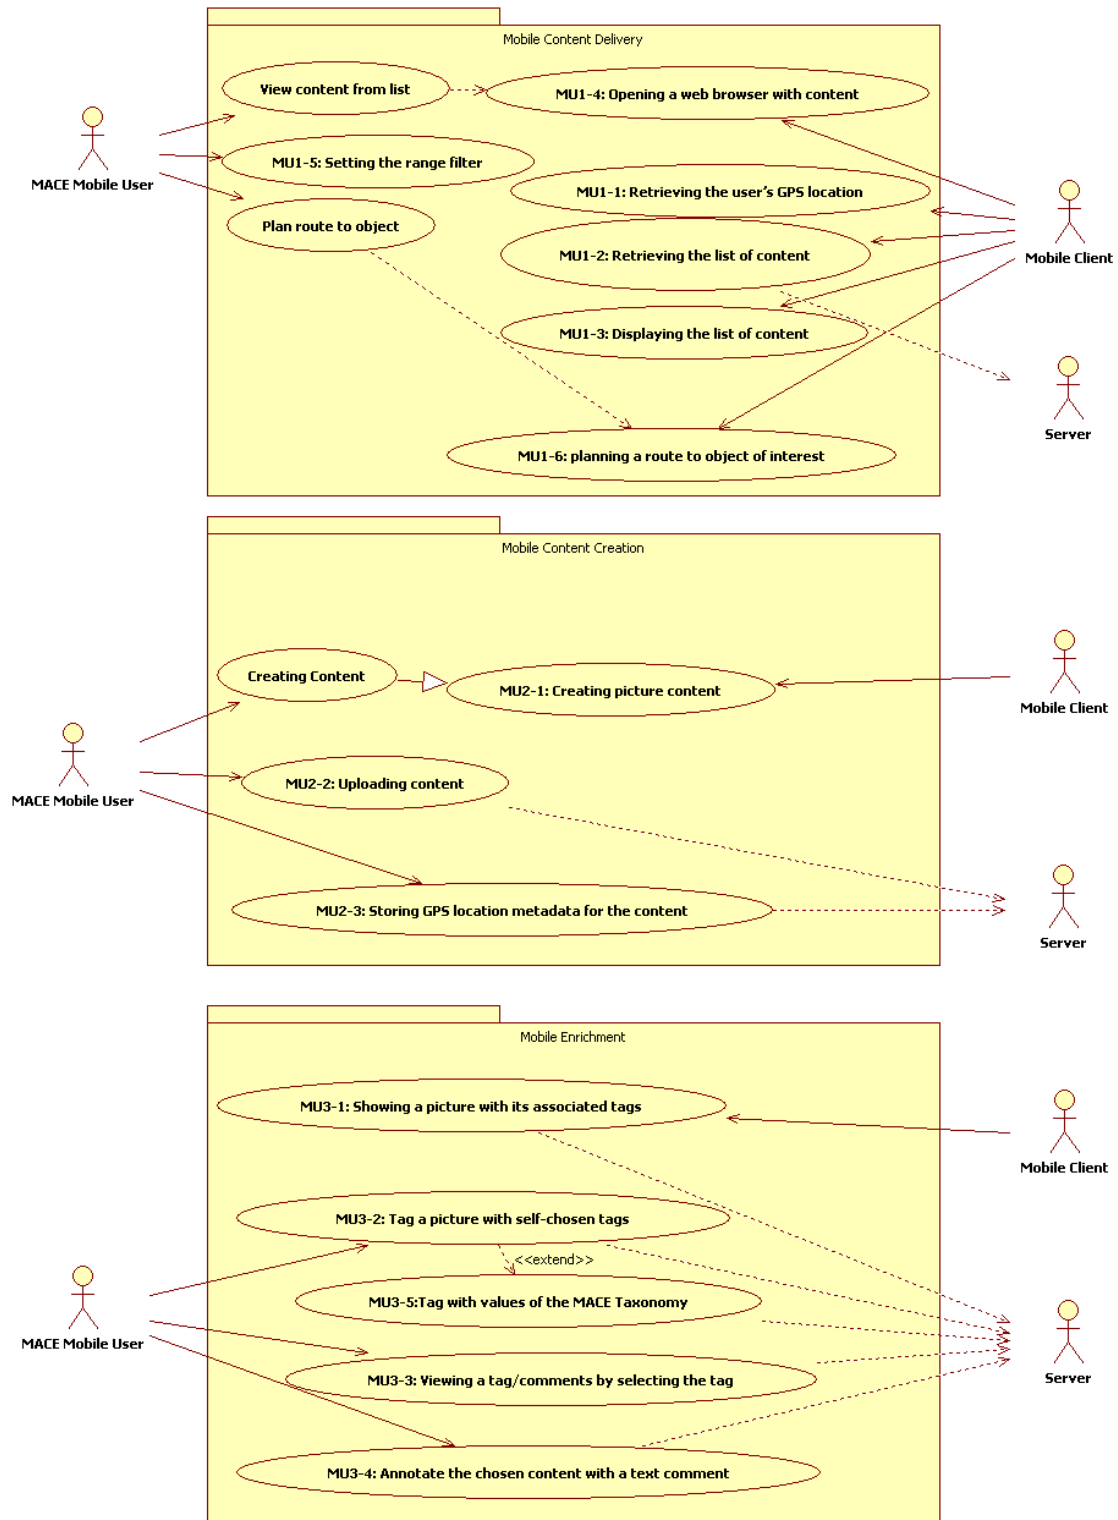 Mobile Content Delivery
View content from list
MU1-4: Opening a web browser with content
MACE Mobile User
MU1-5: Setting the range filter
MU1-1: Retrieving the user's GPS location
Plan route to object
MU1-2: Retrieving the list of content
Mobile Client
MU1-3: Displaying the list of content
Server
MU1-6: planning a route to object of interest
Mobile Content Creation
Creating Content
MU2-1: Creating picture content
Mobile Client
MU2-2: Uploading content
MACE Mobile User
MU2-3: Storing GPS location metadata for the content
Server
Mobile Enrichment
MU3-1: Showing a picture with its associated tags
Mobile Client
MU3-2: Tag a picture with self-chosen tags
<<extend>>
MU3-5:Tag with values of the MACE Taxonomy
MACE Mobile User
MU3-3: Viewing a tag/comments by selecting the tag
Server
MU3-4: Annotate the chosen content with a text comment